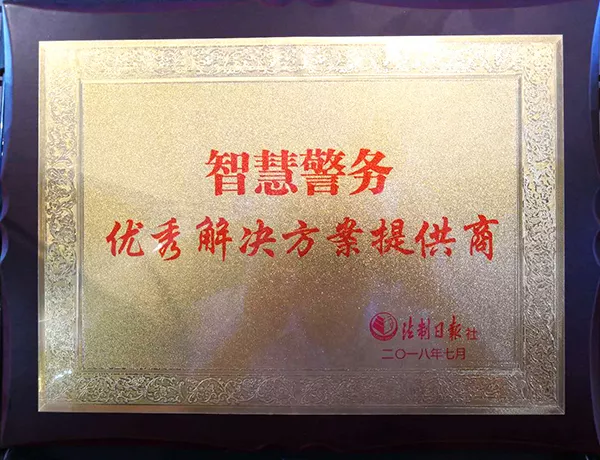 智慧警务
优秀解决方案提供商
法制日报社
二〇一八年七月